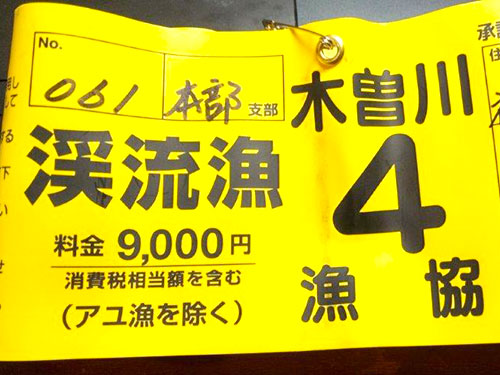 No.
061 本部 支部
渓流漁
料金 9,000円
消費税相当額を含む
(アユ漁を除く)
木曽川
4
漁協
承